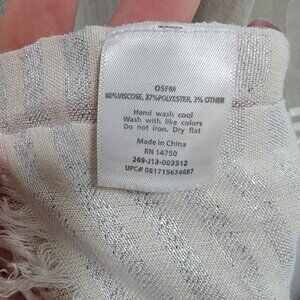 OSFM
60%VISCOSE, 37%POLYESTER, 3% OTHER
Hand wash cool
Wash with like colors
Do not iron. Dry flat
Made in China
RN 14750
269-J13-003512
UPC# 081715674687